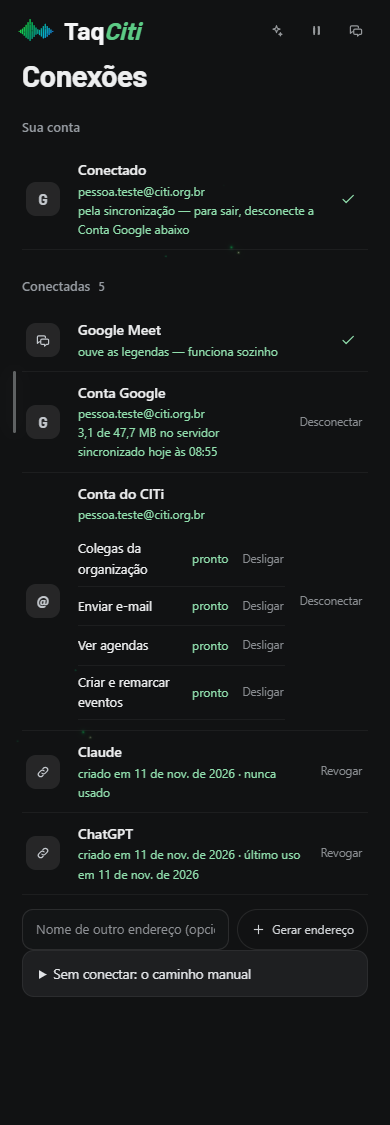 TaqCiti
Conexões
Sua conta
G
Conectado
pessoa.teste@citi.org.br
pela sincronização — para sair, desconecte a
Conta Google abaixo
Conectadas 5
Google Meet
ouve as legendas — funciona sozinho
G
Conta Google
pessoa.teste@citi.org.br
3,1 de 47,7 MB no servidor
sincronizado hoje às 08:55
Desconectar
@
Conta do CITi
pessoa.teste@citi.org.br
Colegas da
organização
pronto Desligar
Enviar e-mail pronto Desligar
Ver agendas pronto Desligar
Criar e remarcar
eventos
pronto Desligar
Desconectar
Claude
criado em 11 de nov. de 2026 · nunca
usado
Revogar
ChatGPT
criado em 11 de nov. de 2026 · último uso
em 11 de nov. de 2026
Revogar
Nome de outro endereço (opci
+ Gerar endereço
▶ Sem conectar: o caminho manual